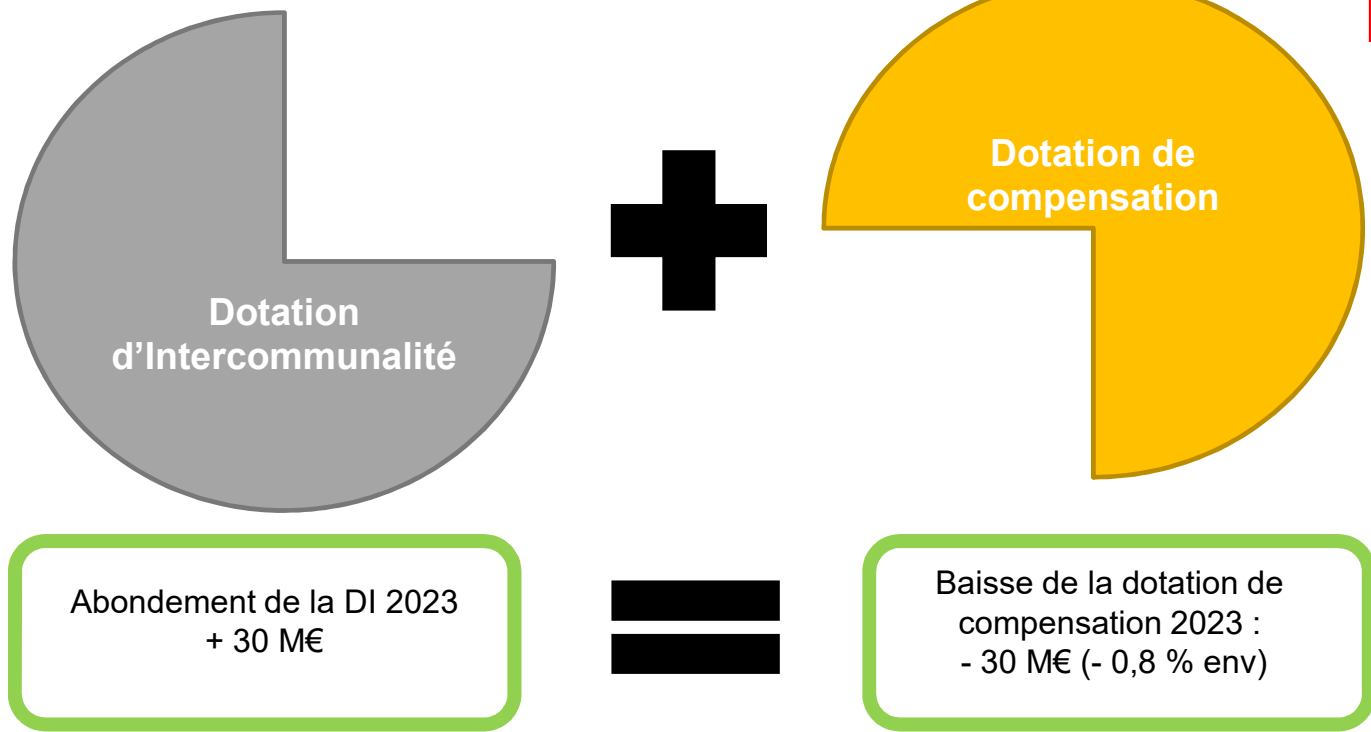 Dotation de
compensation
Dotation
d’Intercommunalité
Abondement de la DI 2023
+ 30 M€
Baisse de la dotation de
compensation 2023 :
- 30 M€ (- 0,8 % env)